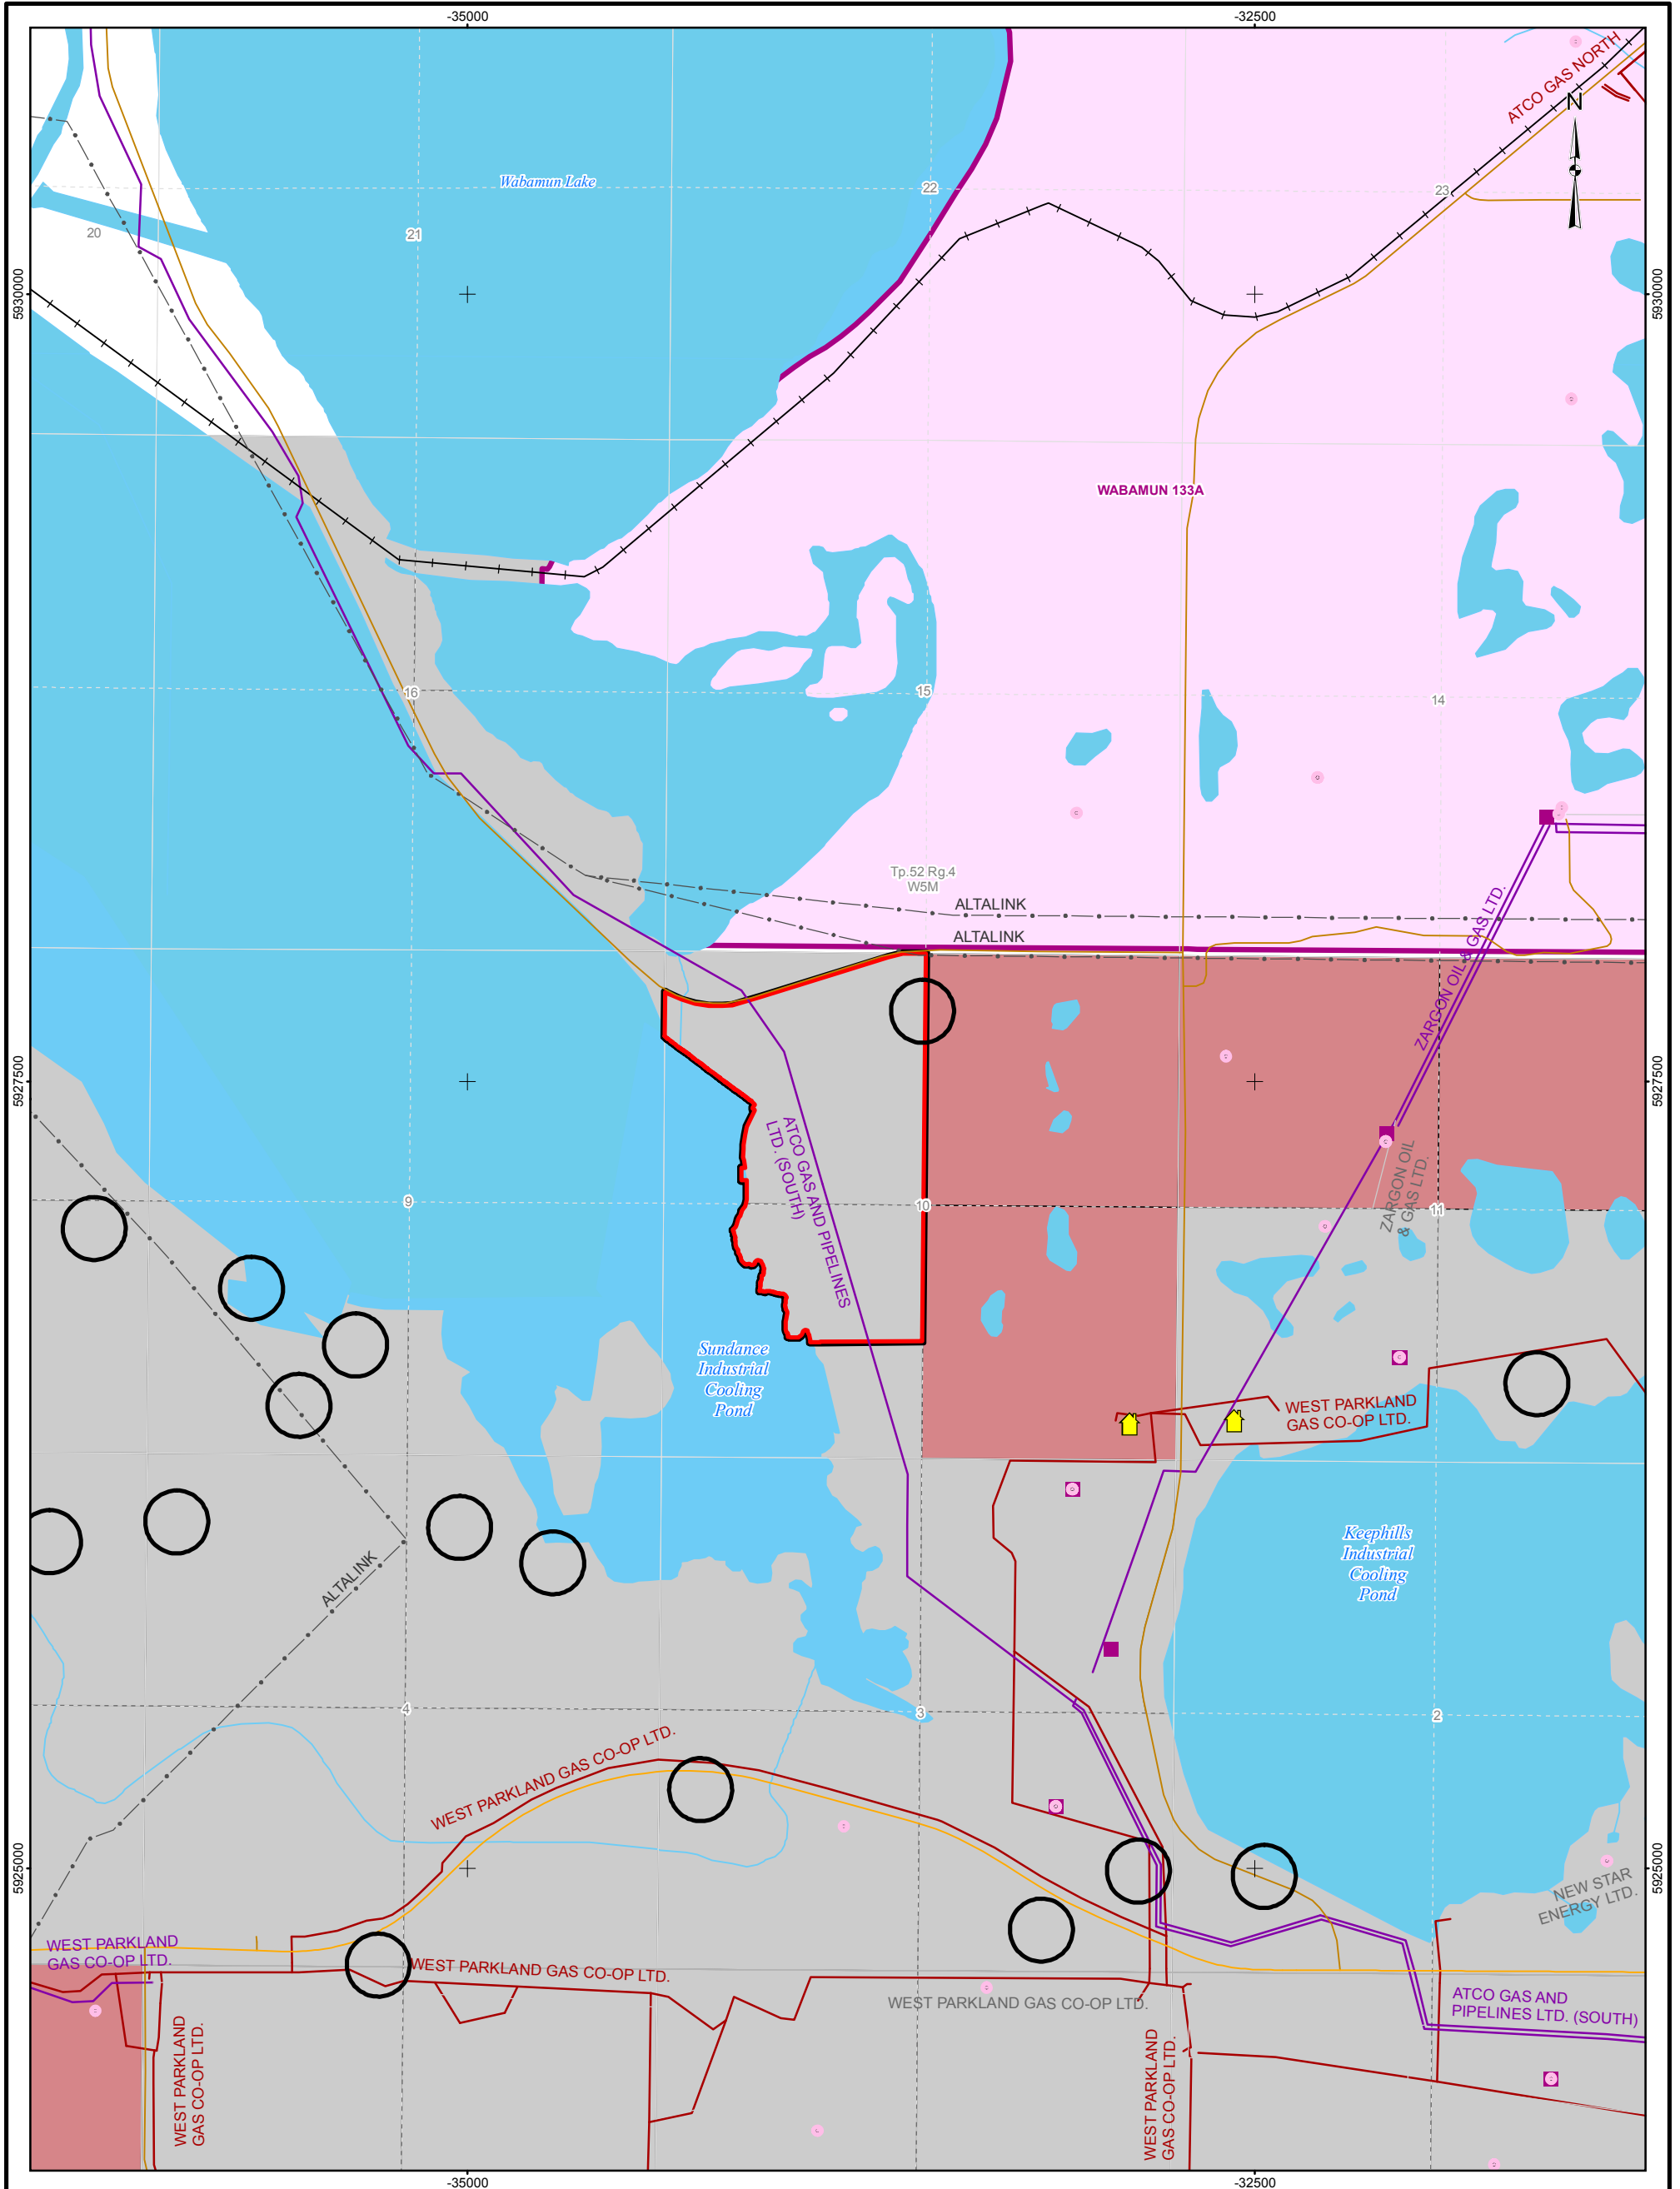 -35000
-32500
ATCO GAS NORTH
N
Wabamun Lake
22
23
20
21
5930000
5930000
WABAMUN 133A
16
15
14
Tp.52 Rg.4
W5M
ALTALINK
ALTALINK
ZARGON OIL & GAS LTD.
5927500
5927500
ATCO GAS AND PIPELINES
LTD. (SOUTH)
ZARGON OIL
& GAS LTD.
9
10
11
Sundance
Industrial
Cooling
Pond
WEST PARKLAND
GAS CO-OP LTD.
Keephills
Industrial
Cooling
Pond
ALTALINK
4
3
2
WEST PARKLAND GAS CO-OP LTD.
5925000
5925000
NEW STAR
ENERGY LTD.
WEST PARKLAND
GAS CO-OP LTD.
WEST PARKLAND GAS CO-OP LTD.
WEST PARKLAND GAS CO-OP LTD.
ATCO GAS AND
PIPELINES LTD. (SOUTH)
WEST PARKLAND
GAS CO-OP LTD.
WEST PARKLAND
GAS CO-OP LTD.
-35000
-32500